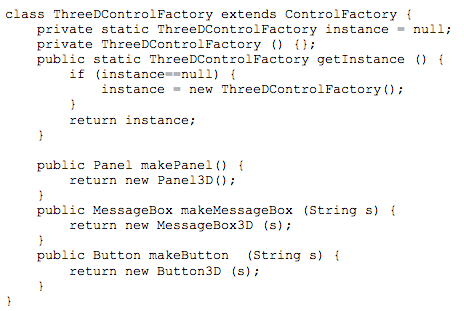 class ThreeDControlFactory extends ControlFactory {
    private static ThreeDControlFactory instance = null;
    private ThreeDControlFactory () {};
    public static ThreeDControlFactory getInstance () {
        if (instance==null) {
            instance = new ThreeDControlFactory();
        }
        return instance;
    }

    public Panel makePanel() {
        return new Panel3D();
    }
    public MessageBox makeMessageBox (String s) {
        return new MessageBox3D (s);
    }
    public Button makeButton  (String s) {
        return new Button3D (s);
    }
}